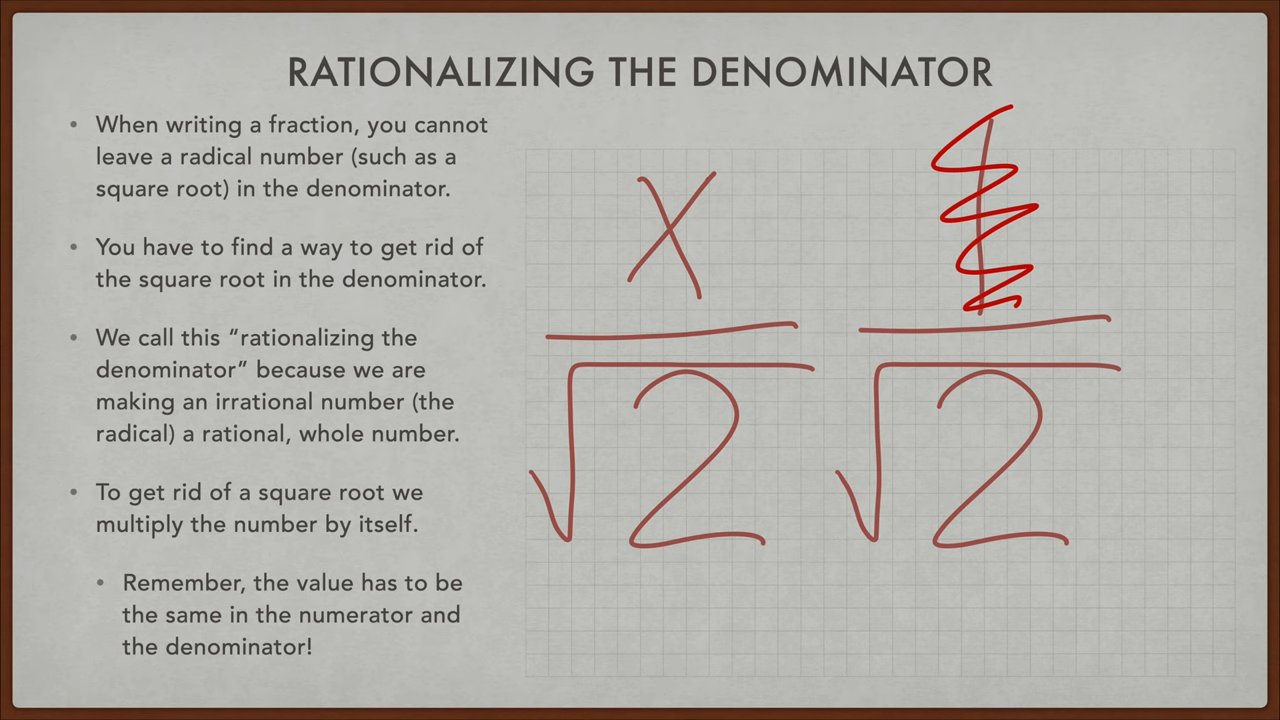 RATIONALIZING THE DENOMINATOR
• When writing a fraction, you cannot
leave a radical number (such as a
square root) in the denominator.
• You have to find a way to get rid of
the square root in the denominator.
• We call this “rationalizing the
denominator” because we are
making an irrational number (the
radical) a rational, whole number.
• To get rid of a square root we
multiply the number by itself.
• Remember, the value has to be
the same in the numerator and
the denominator!
X
√2 √2